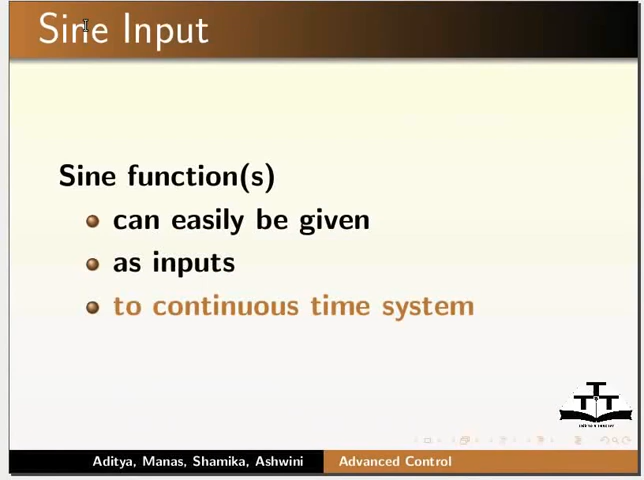 Sine Input
Sine function(s)
can easily be given
as inputs
to continuous time system
Aditya, Manas, Shamika, Ashwini
Advanced Control